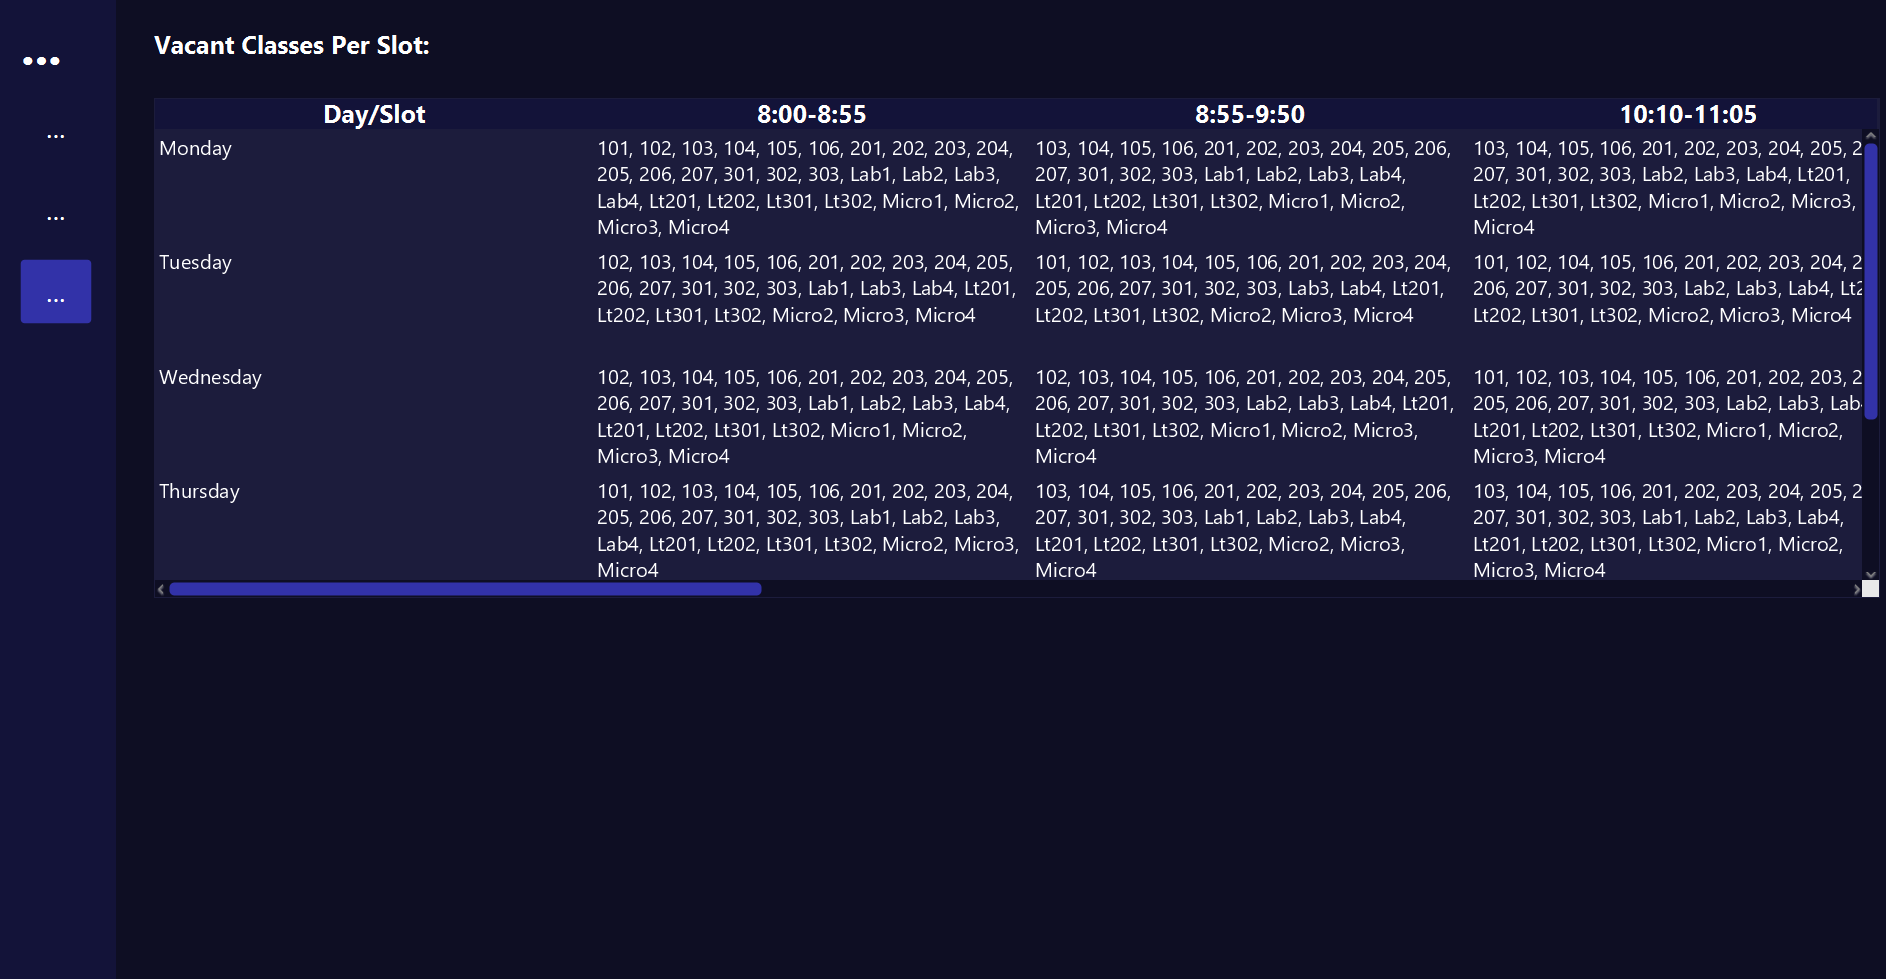 •••
...
...
...
Vacant Classes Per Slot:
Day/Slot 8:00-8:55 8:55-9:50 10:10-11:05
Monday
101, 102, 103, 104, 105, 106, 201, 202, 203, 204,
205, 206, 207, 301, 302, 303, Lab1, Lab2, Lab3,
Lab4, Lt201, Lt202, Lt301, Lt302, Micro1, Micro2,
Micro3, Micro4
103, 104, 105, 106, 201, 202, 203, 204, 205, 206,
207, 301, 302, 303, Lab1, Lab2, Lab3, Lab4,
Lt201, Lt202, Lt301, Lt302, Micro1, Micro2,
Micro3, Micro4
103, 104, 105, 106, 201, 202, 203, 204, 205, 2
207, 301, 302, 303, Lab2, Lab3, Lab4, Lt201,
Lt202, Lt301, Lt302, Micro1, Micro2, Micro3,
Micro4
Tuesday
102, 103, 104, 105, 106, 201, 202, 203, 204, 205,
206, 207, 301, 302, 303, Lab1, Lab3, Lab4, Lt201,
Lt202, Lt301, Lt302, Micro2, Micro3, Micro4
101, 102, 103, 104, 105, 106, 201, 202, 203, 204,
205, 206, 207, 301, 302, 303, Lab3, Lab4, Lt201,
Lt202, Lt301, Lt302, Micro2, Micro3, Micro4
101, 102, 104, 105, 106, 201, 202, 203, 204, 2
206, 207, 301, 302, 303, Lab2, Lab3, Lab4, Lt2
Lt202, Lt301, Lt302, Micro2, Micro3, Micro4
Wednesday
102, 103, 104, 105, 106, 201, 202, 203, 204, 205,
206, 207, 301, 302, 303, Lab1, Lab2, Lab3, Lab4,
Lt201, Lt202, Lt301, Lt302, Micro1, Micro2,
Micro3, Micro4
102, 103, 104, 105, 106, 201, 202, 203, 204, 205,
206, 207, 301, 302, 303, Lab2, Lab3, Lab4, Lt201,
Lt202, Lt301, Lt302, Micro1, Micro2, Micro3,
Micro4
101, 102, 103, 104, 105, 106, 201, 202, 203, 2
205, 206, 207, 301, 302, 303, Lab2, Lab3, Lab
Lt201, Lt202, Lt301, Lt302, Micro1, Micro2,
Micro3, Micro4
Thursday
101, 102, 103, 104, 105, 106, 201, 202, 203, 204,
205, 206, 207, 301, 302, 303, Lab1, Lab2, Lab3,
Lab4, Lt201, Lt202, Lt301, Lt302, Micro2, Micro3,
Micro4
103, 104, 105, 106, 201, 202, 203, 204, 205, 206,
207, 301, 302, 303, Lab1, Lab2, Lab3, Lab4,
Lt201, Lt202, Lt301, Lt302, Micro2, Micro3,
Micro4
103, 104, 105, 106, 201, 202, 203, 204, 205, 2
207, 301, 302, 303, Lab1, Lab2, Lab3, Lab4,
Lt201, Lt202, Lt301, Lt302, Micro1, Micro2,
Micro3, Micro4